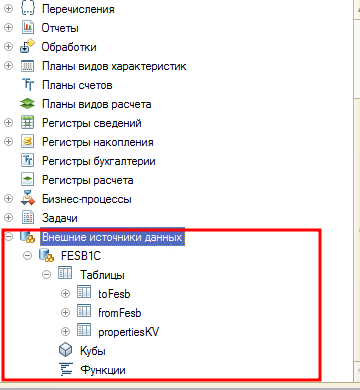 Перечисления
Отчеты
Обработки
Планы видов характеристик
Планы счетов
Планы видов расчета
Регистры сведений
Регистры накопления
Регистры бухгалтерии
Регистры расчета
Бизнес-процессы
Задачи
Внешние источники данных
FESB1C
Таблицы
toFesb
fromFesb
propertiesKV
Кубы
Функции